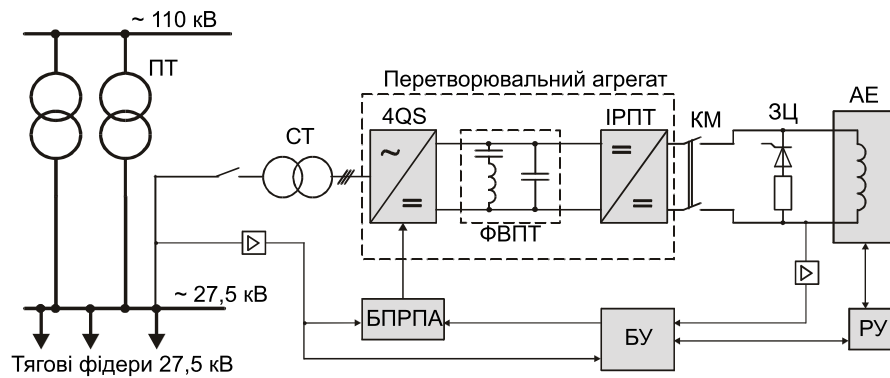 ~ 110 кВ
ПТ
Перетворювальний агрегат
СТ
4QS
ІРПТ
КМ
ЗЦ
АЕ
~
=
=
=
ФВПТ
~ 27,5 кВ
БПРПА
БУ
РУ
Тягові фідери 27,5 кВ